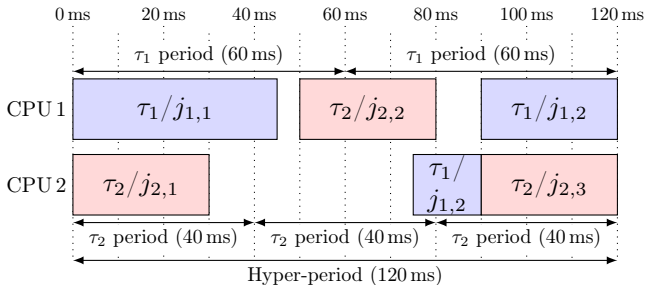 0 ms 20 ms 40 ms 60 ms 80 ms 100 ms 120 ms
τ₁ period (60 ms) τ₁ period (60 ms)
CPU 1 τ₁/j₁,₁ τ₂/j₂,₂ τ₁/j₁,₂
CPU 2 τ₂/j₂,₁ τ₁/ τ₂/j₂,₃
j₁,₂
τ₂ period (40 ms) τ₂ period (40 ms) τ₂ period (40 ms)
Hyper-period (120 ms)